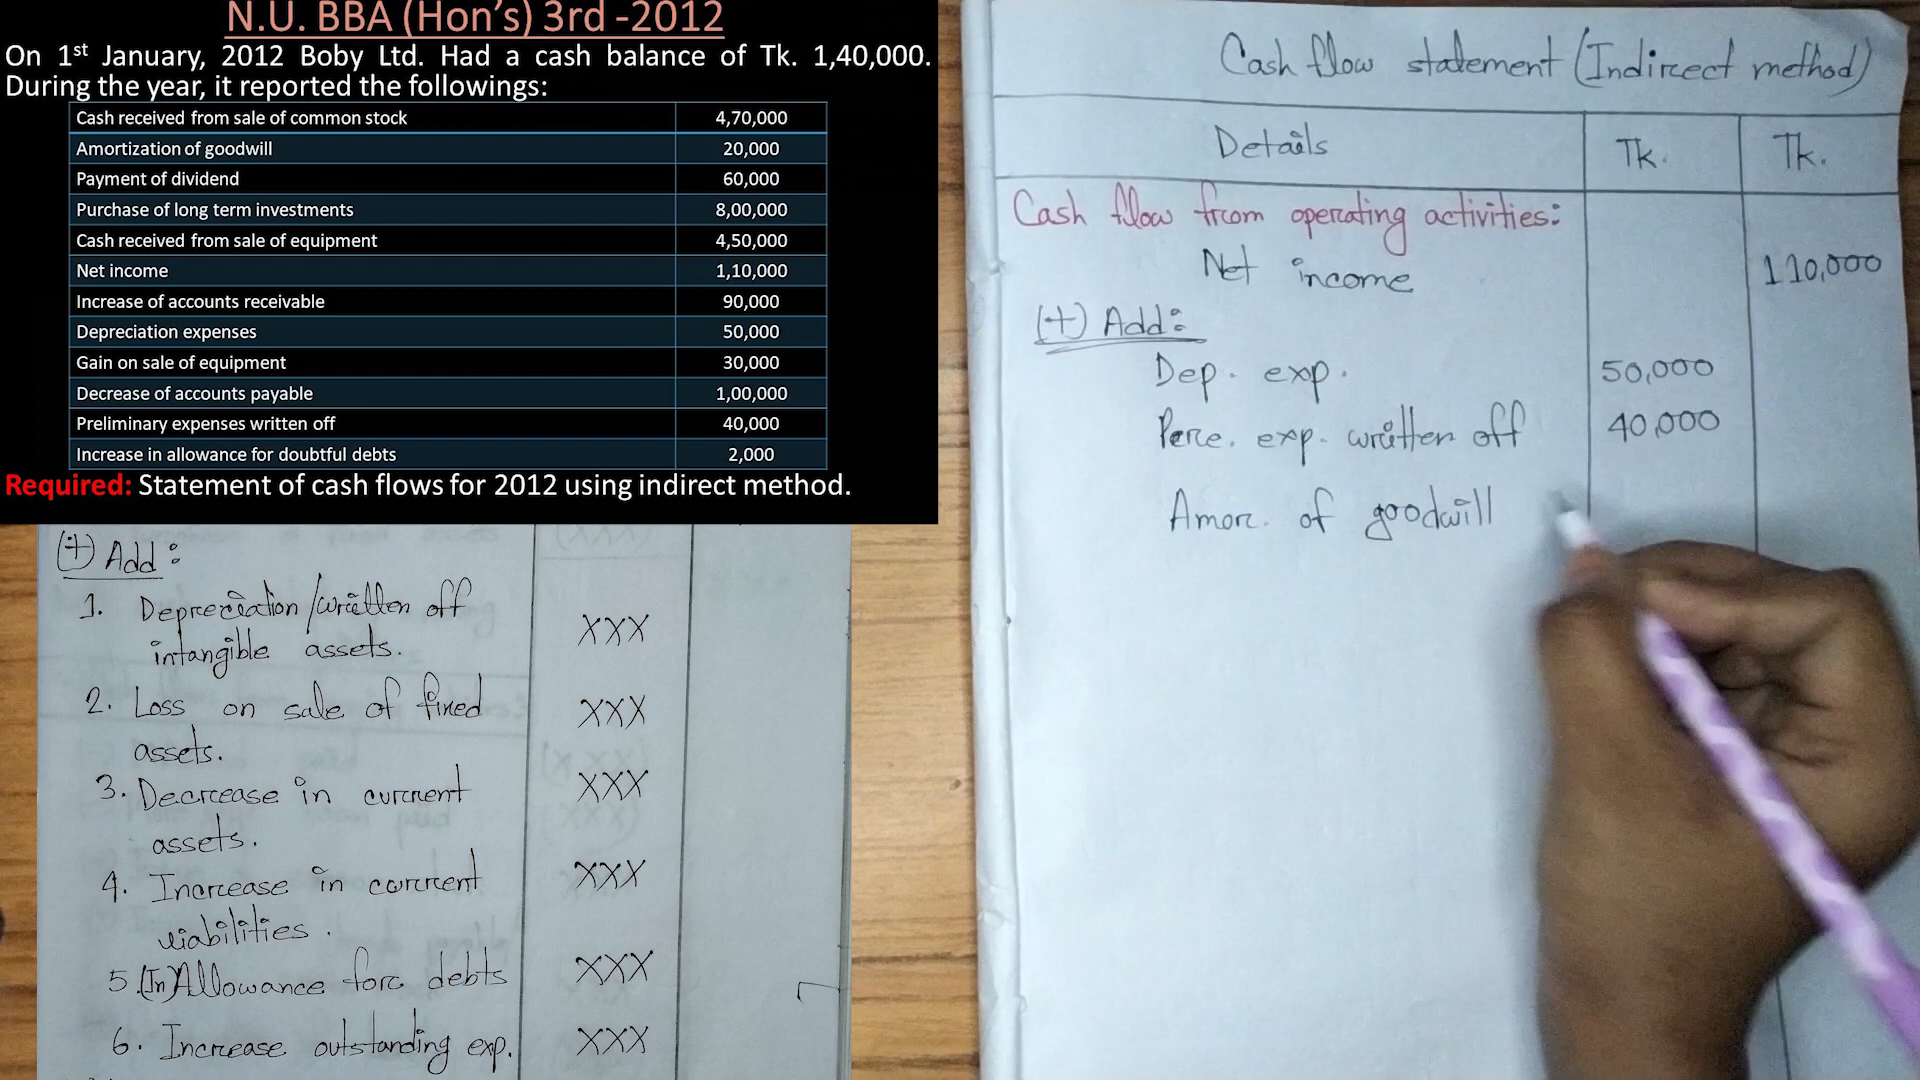 N.U. BBA (Hon's) 3rd -2012
On 1st January, 2012 Boby Ltd. Had a cash balance of Tk. 1,40,000.
During the year, it reported the followings:
Cash received from sale of common stock 4,70,000
Amortization of goodwill 20,000
Payment of dividend 60,000
Purchase of long term investments 8,00,000
Cash received from sale of equipment 4,50,000
Net income 1,10,000
Increase of accounts receivable 90,000
Depreciation expenses 50,000
Gain on sale of equipment 30,000
Decrease of accounts payable 1,00,000
Preliminary expenses written off 40,000
Increase in allowance for doubtful debts 2,000
Required: Statement of cash flows for 2012 using indirect method.
(+) Add:
1. Depreciation/written off
intangible assets. XXX
2. Loss on sale of fixed
assets. XXX
3. Decrease in current
assets. XXX
4. Increase in current
liabilities. XXX
5.(In)Allowance for debts XXX
6. Increase outstanding exp. XXX
Cash flow statement (Indirect method)
Details Tk. Tk.
Cash flow from operating activities:
Net income 110,000
(+) Add:
Dep. exp. 50,000
Pere. exp. written off 40,000
Amor. of goodwill